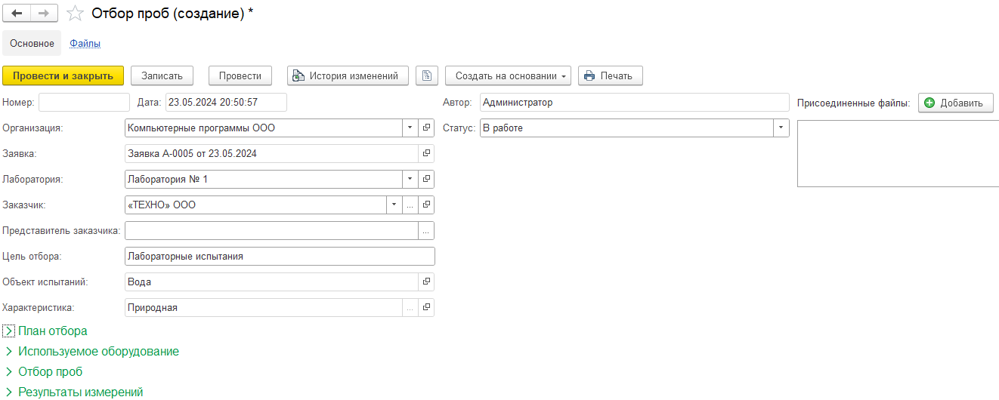 Отбор проб (создание) *
Основное Файлы
Провести и закрыть Записать Провести История изменений Создать на основании Печать
Номер: Дата: 23.05.2024 20:50:57 Автор: Администратор Присоединенные файлы: Добавить
Организация: Компьютерные программы ООО Статус: В работе
Заявка: Заявка А-0005 от 23.05.2024
Лаборатория: Лаборатория № 1
Заказчик: «ТЕХНО» ООО ...
Представитель заказчика: ...
Цель отбора: Лабораторные испытания
Объект испытаний: Вода
Характеристика: Природная ...
План отбора
Используемое оборудование
Отбор проб
Результаты измерений